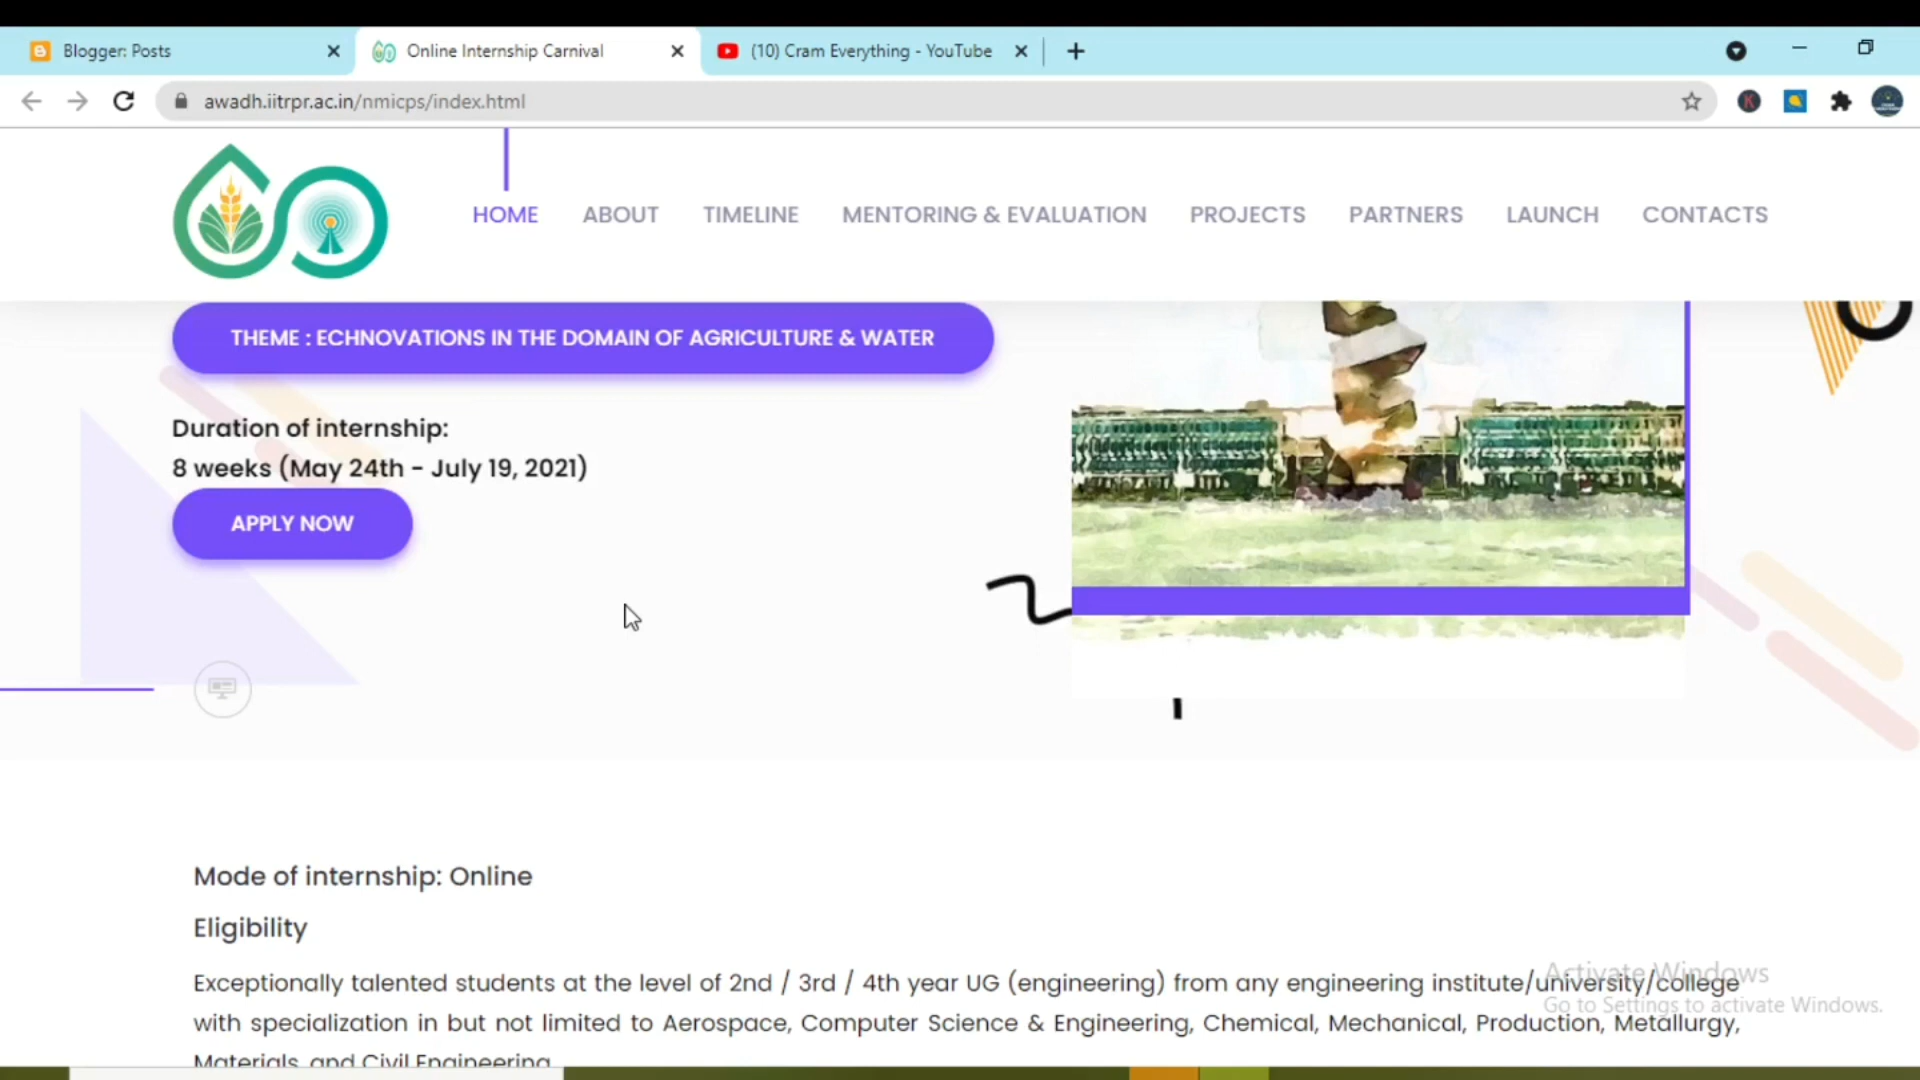 Blogger: Posts
Online Internship Carnival
(10) Cram Everything - YouTube
awadh.iitrpr.ac.in/nmicps/index.html
HOME
ABOUT
TIMELINE
MENTORING & EVALUATION
PROJECTS
PARTNERS
LAUNCH
CONTACTS
THEME : ECHNOVATIONS IN THE DOMAIN OF AGRICULTURE & WATER
Duration of internship:
8 weeks (May 24th - July 19, 2021)
APPLY NOW
Mode of internship: Online
Eligibility
Exceptionally talented students at the level of 2nd / 3rd / 4th year UG (engineering) from any engineering institute/university/college
with specialization in but not limited to Aerospace, Computer Science & Engineering, Chemical, Mechanical, Production, Metallurgy,
Materials, and Civil Engineering
Activate Windows
Go to Settings to activate Windows.